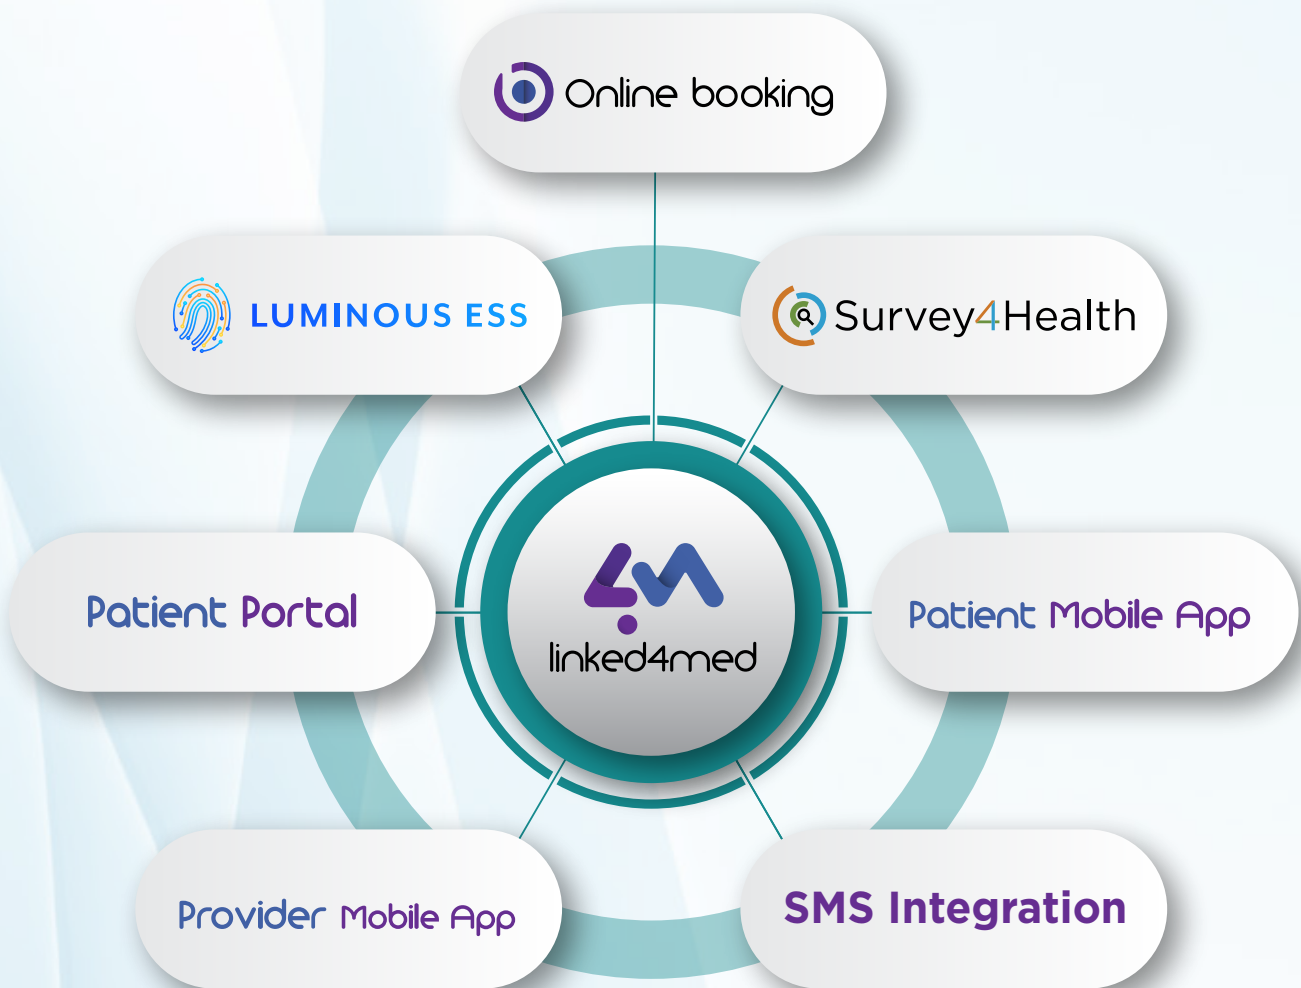 Online booking
LUMINOUS ESS
Survey4Health
Patient Portal
linked4med
Patient Mobile App
Provider Mobile App
SMS Integration